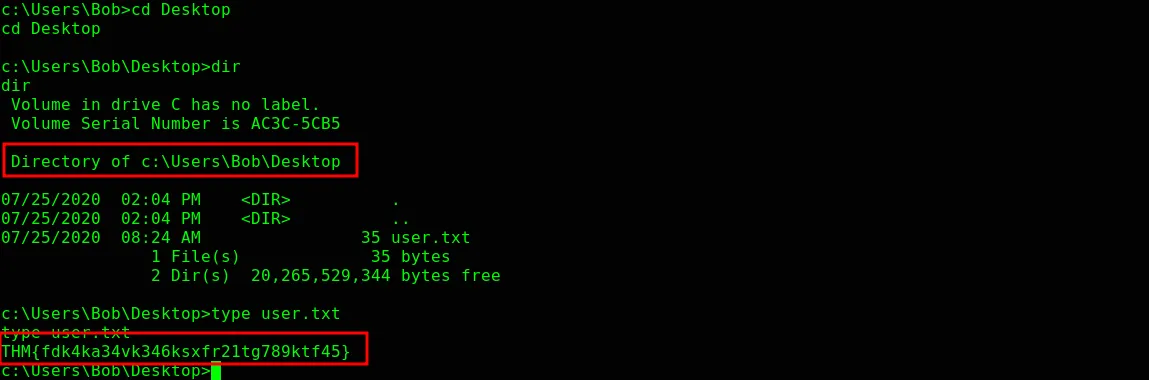 c:\Users\Bob>cd Desktop
cd Desktop
c:\Users\Bob\Desktop>dir
dir
Volume in drive C has no label.
Volume Serial Number is AC3C-5CB5
Directory of c:\Users\Bob\Desktop
07/25/2020  02:04 PM    <DIR>          .
07/25/2020  02:04 PM    <DIR>          ..
07/25/2020  08:24 AM                35 user.txt
1 File(s)             35 bytes
2 Dir(s)  20,265,529,344 bytes free
c:\Users\Bob\Desktop>type user.txt
type user.txt
THM{fdk4ka34vk346ksxfr21tg789ktf45}
c:\Users\Bob\Desktop>